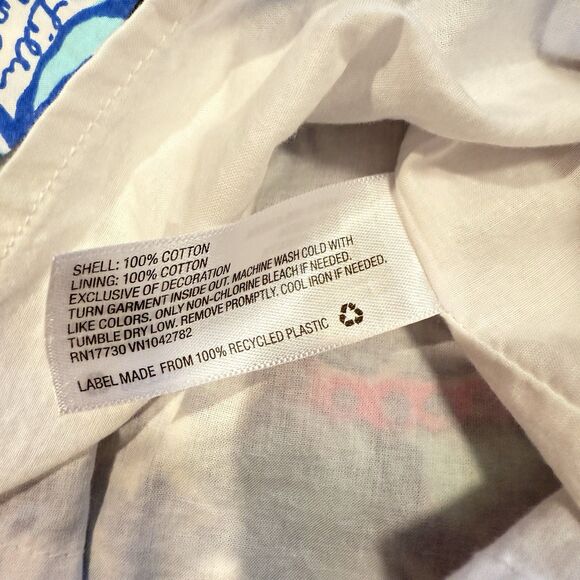 Lilly
SHELL: 100% COTTON
LINING: 100% COTTON
EXCLUSIVE OF DECORATION. MACHINE WASH COLD WITH
TURN GARMENT INSIDE OUT.
LIKE COLORS, ONLY NON-CHLORINE BLEACH IF NEEDED.
TUMBLE DRY LOW. REMOVE PROMPTLY. COOL IRON IF NEEDED.
RN17730 VN1042782
LABEL MADE FROM 100% RECYCLED PLASTIC